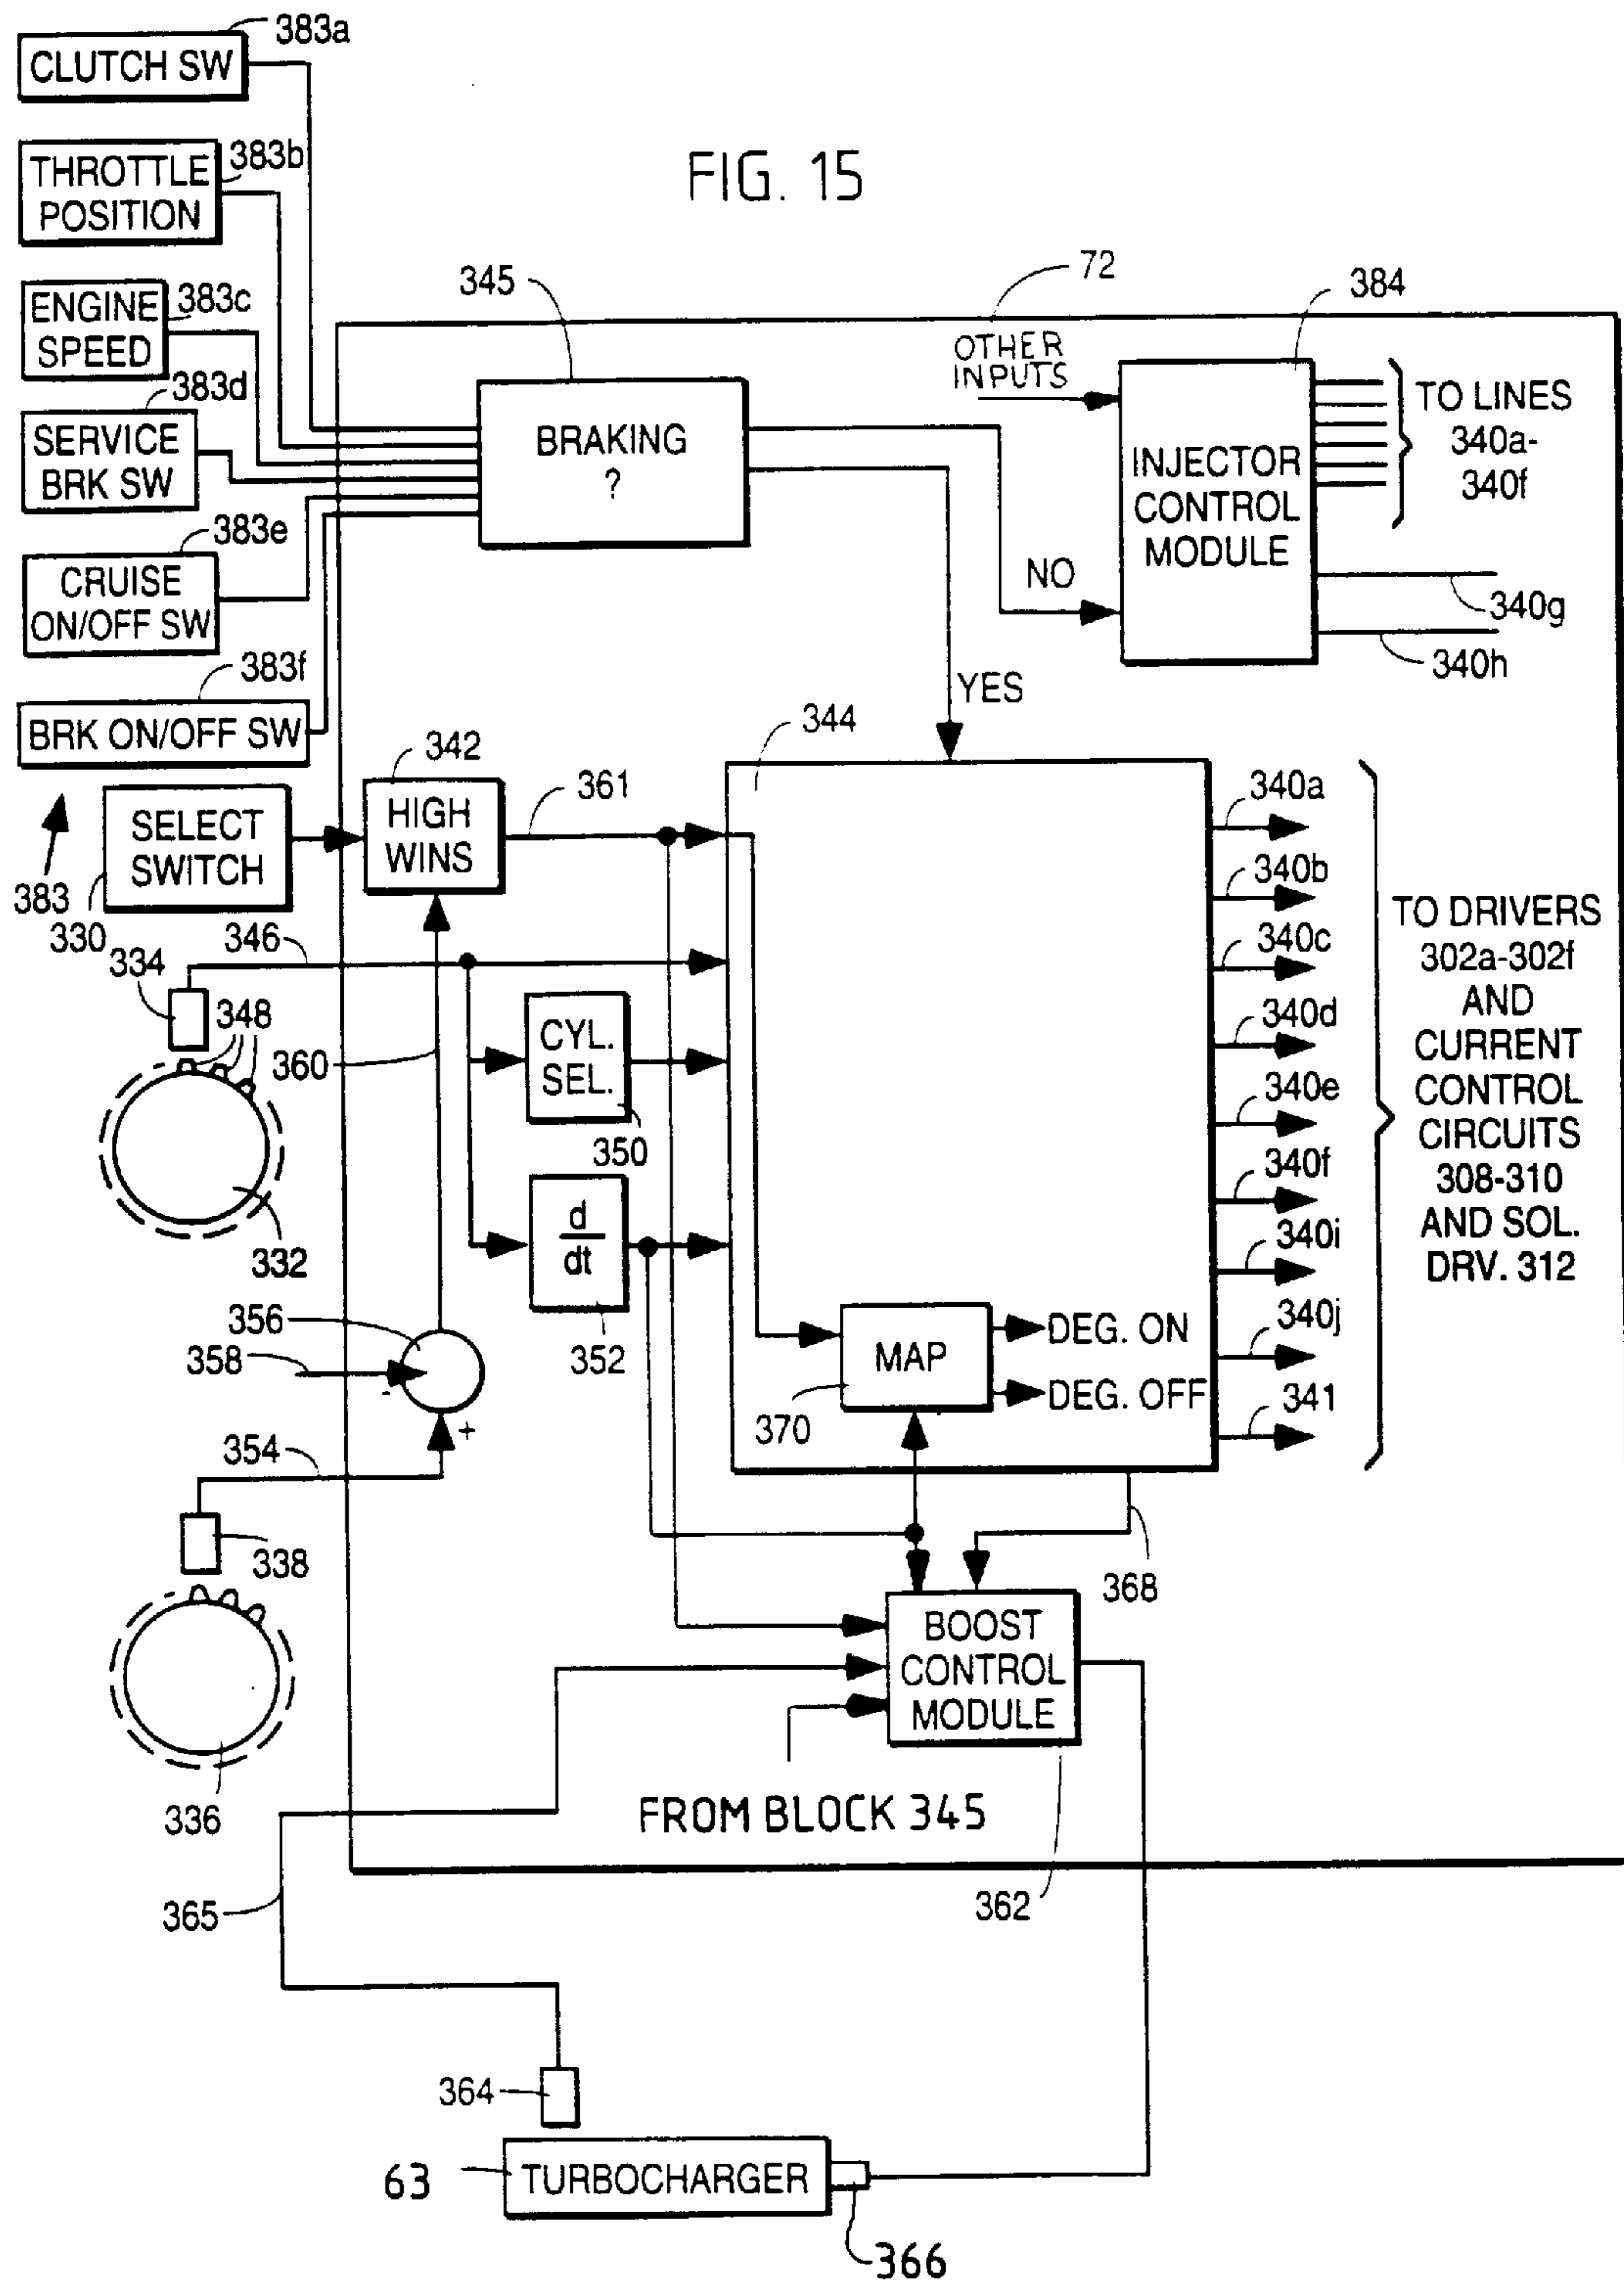 383a
CLUTCH SW
383b
THROTTLE
POSITION
FIG. 15
383c
ENGINE
SPEED
383d
SERVICE
BRK SW
383e
CRUISE
ON/OFF SW
383f
BRK ON/OFF SW
383
345
BRAKING
?
72
384
OTHER
INPUTS
INJECTOR
CONTROL
MODULE
TO LINES
340a-
340f
340g
340h
NO
YES
SELECT
SWITCH
330
342
HIGH
WINS
361
344
346
334
348
332
360
CYL.
SEL.
350
d
dt
352
356
358
-
+
354
338
336
MAP
370
DEG. ON
DEG. OFF
340a
340b
340c
340d
340e
340f
340i
340j
341
TO DRIVERS
302a-302f
AND
CURRENT
CONTROL
CIRCUITS
308-310
AND SOL.
DRV. 312
368
BOOST
CONTROL
MODULE
FROM BLOCK 345
362
365
364
63
TURBOCHARGER
366